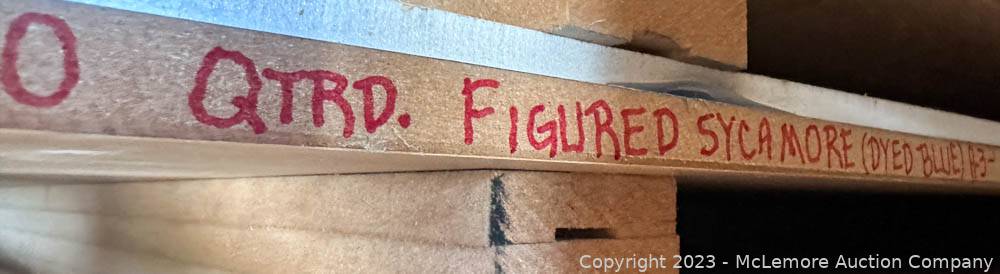 O QTRD. FIGURED SYCAMORE (DYED BLUE)
Copyright 2023 - McLemore Auction Company